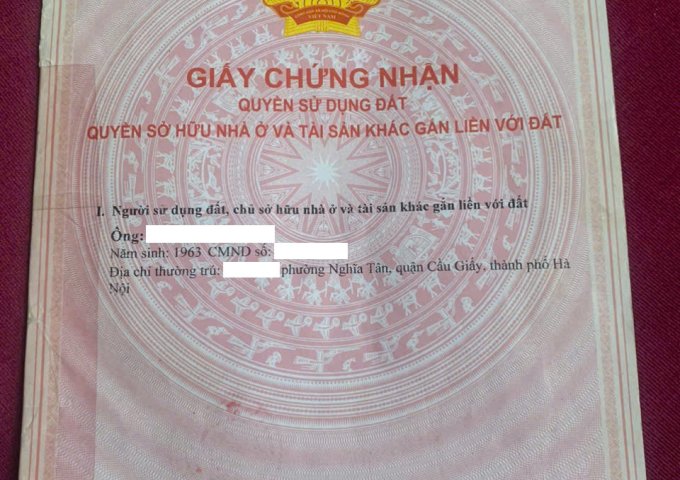 VIỆT NAM
GIẤY CHỨNG NHẬN
QUYỀN SỬ DỤNG ĐẤT
QUYỀN SỞ HỮU NHÀ Ở VÀ TÀI SẢN KHÁC GẮN LIỀN VỚI ĐẤT
I. Người sử dụng đất, chủ sở hữu nhà ở và tài sản khác gắn liền với đất
Ông:
Năm sinh: 1963 CMND số:
Địa chỉ thường trú: phường Nghĩa Tân, quận Cầu Giấy, thành phố Hà
Nội